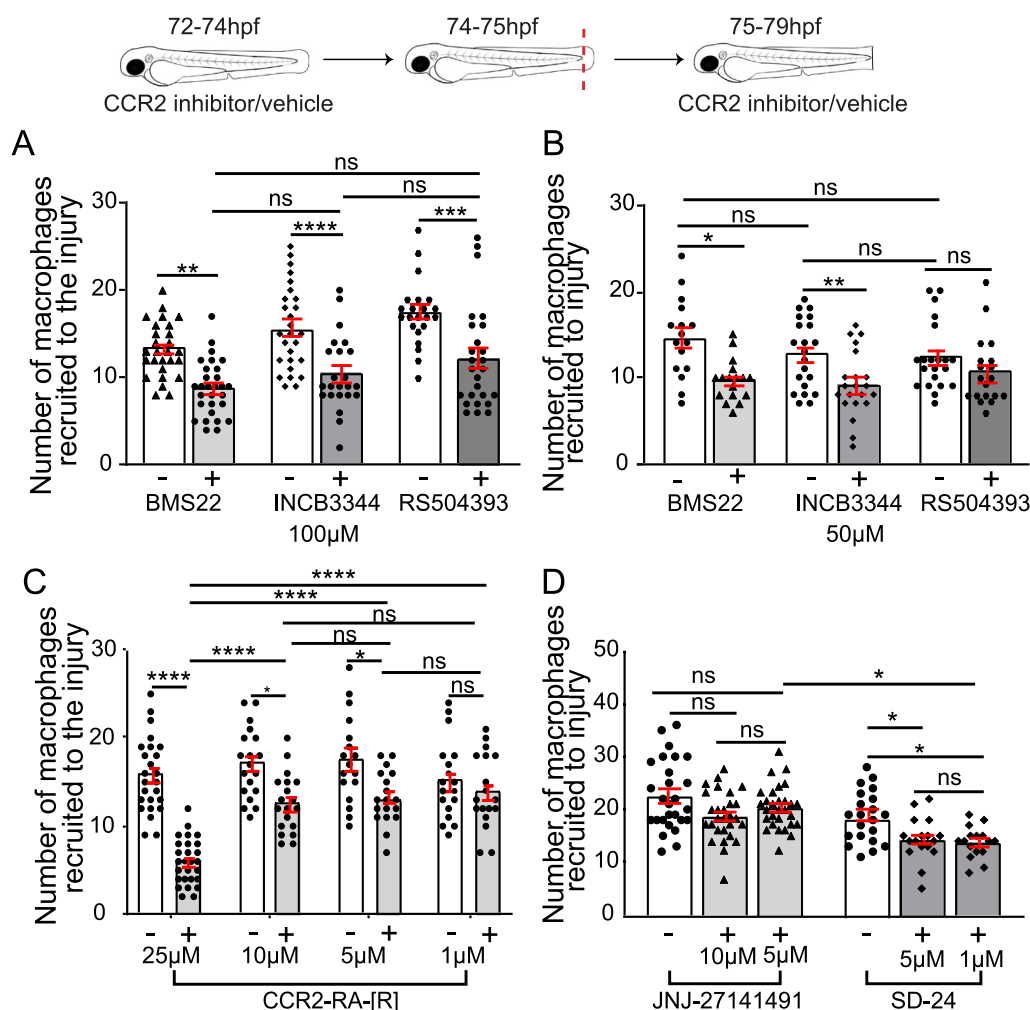 72-74hpf
74-75hpf
75-79hpf
CCR2 inhibitor/vehicle
CCR2 inhibitor/vehicle
A
Number of macrophages
recruited to the injury
30
20
10
0
ns
ns
ns
**
****
***
- + - + - +
BMS22 INCB3344 RS504393
100µM
B
Number of macrophages
recruited to injury
30
20
10
0
ns
ns
ns
ns
*
**
- + - + - +
BMS22 INCB3344 RS504393
50µM
C
Number of macrophages
recruited to the injury
30
20
10
0
****
****
ns
ns
****
ns
****
*
*
ns
- + - + - + - +
25µM 10µM 5µM 1µM
CCR2-RA-[R]
D
Number of macrophages
recruited to injury
50
40
30
20
10
0
ns
*
ns
ns
*
*
ns
- + + - + +
10µM 5µM 5µM 1µM
JNJ-27141491 SD-24